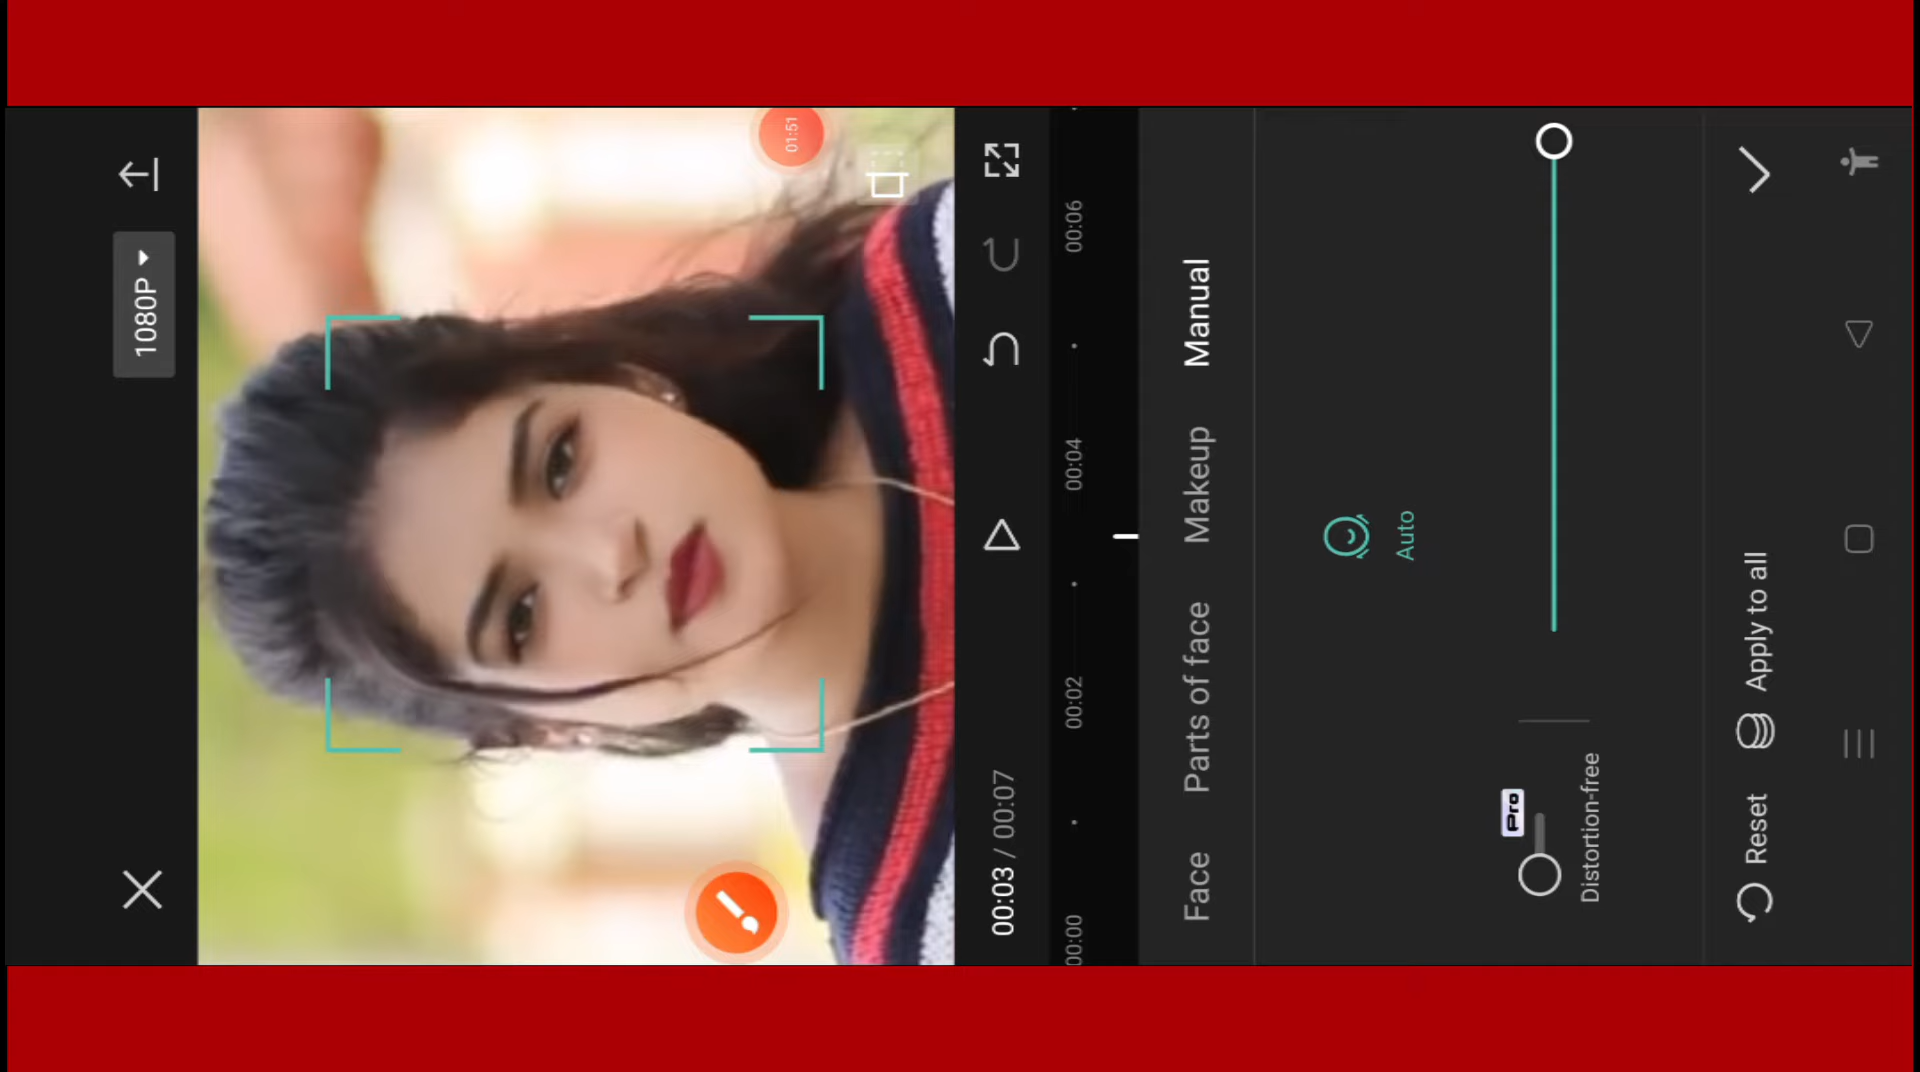 1080P
01:51
00:03 / 00:07
00:00
00:02
00:04
00:06
Face
Parts of face
Makeup
Manual
Auto
Pro
Distortion-free
Reset
Apply to all